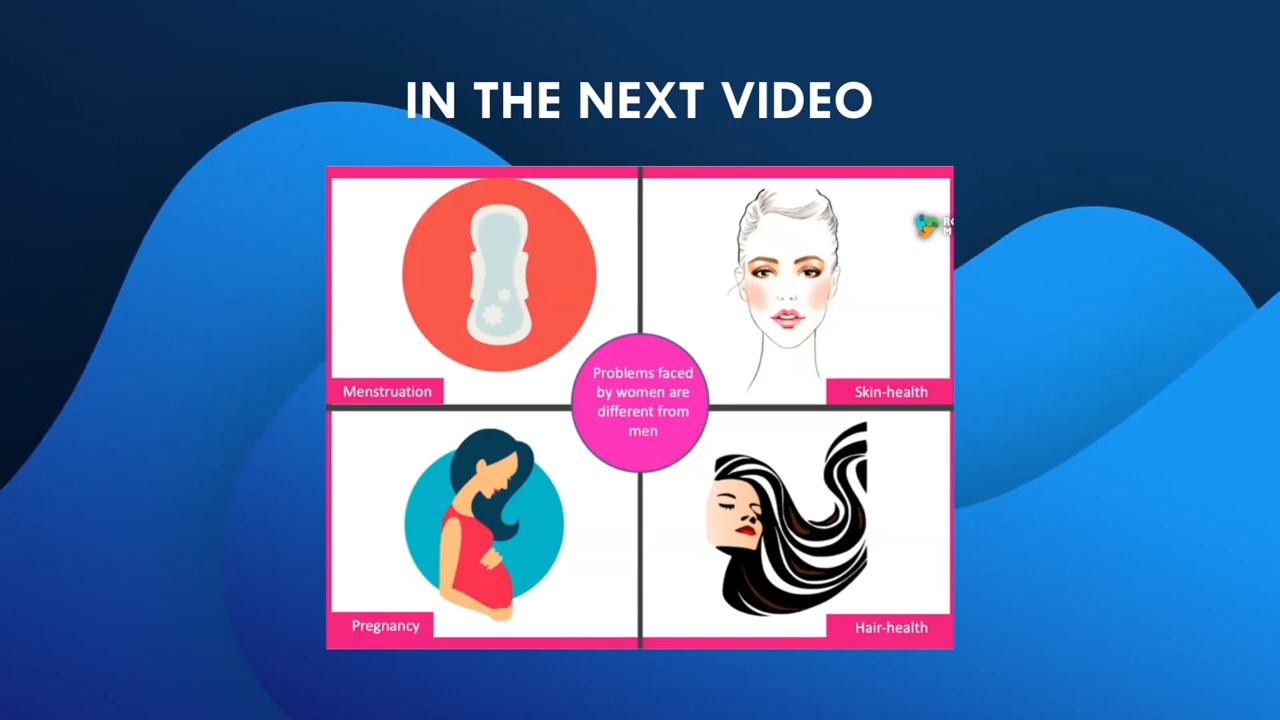 IN THE NEXT VIDEO
Menstruation
Skin-health
Problems faced
by women are
different from
men
Pregnancy
Hair-health